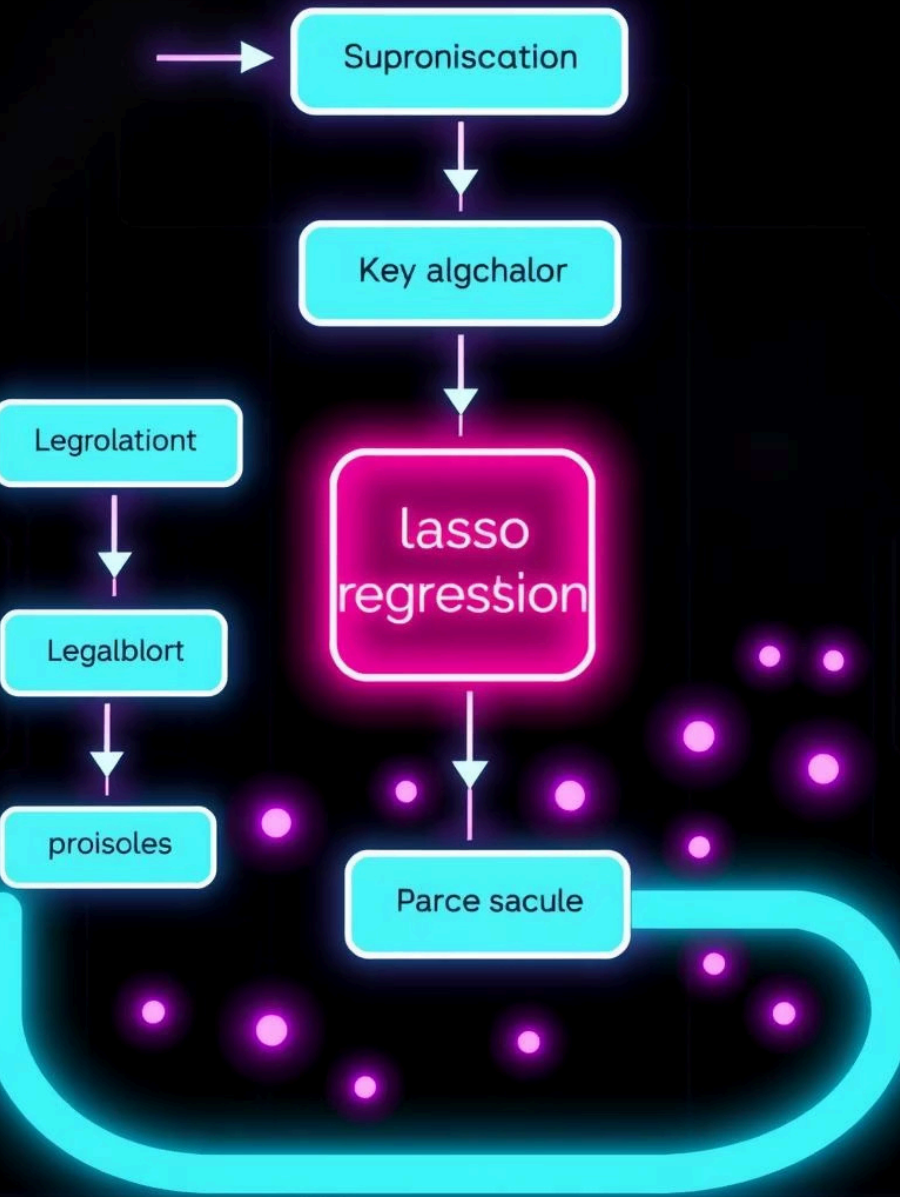 Suproniscation
Key algchalor
Legrolationt
lasso
regression
Legalblort
proisoles
Parce sacule